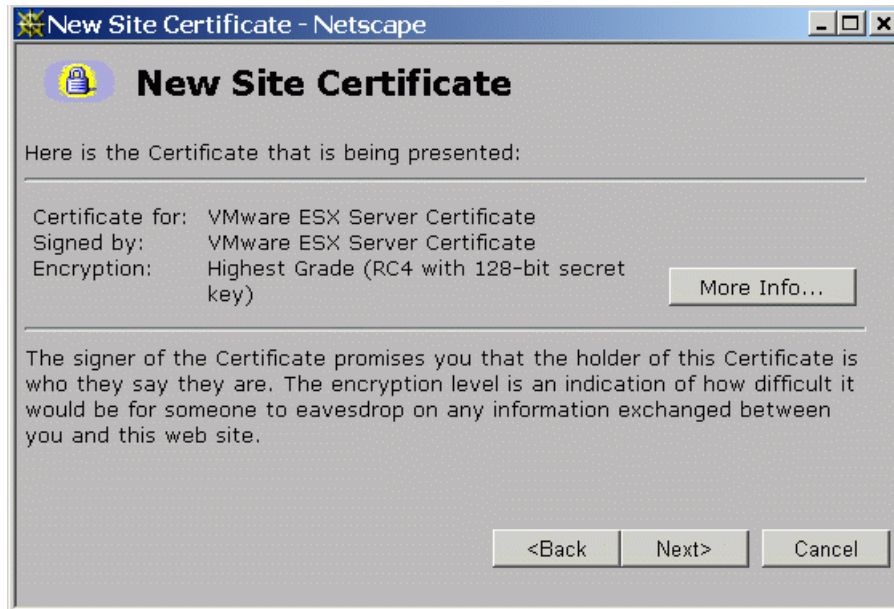 New Site Certificate - Netscape
New Site Certificate
Here is the Certificate that is being presented:
Certificate for: VMware ESX Server Certificate
Signed by: VMware ESX Server Certificate
Encryption: Highest Grade (RC4 with 128-bit secret
key)
More Info...
The signer of the Certificate promises you that the holder of this Certificate is
who they say they are. The encryption level is an indication of how difficult it
would be for someone to eavesdrop on any information exchanged between
you and this web site.
<Back Next> Cancel